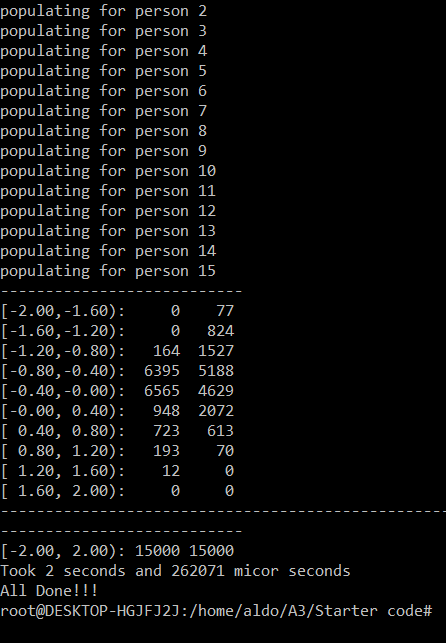 populating for person 2
populating for person 3
populating for person 4
populating for person 5
populating for person 6
populating for person 7
populating for person 8
populating for person 9
populating for person 10
populating for person 11
populating for person 12
populating for person 13
populating for person 14
populating for person 15
---------------------------
[-2.00,-1.60):     0    77
[-1.60,-1.20):     0   824
[-1.20,-0.80):   164  1527
[-0.80,-0.40):  6395  5188
[-0.40,-0.00):  6565  4629
[-0.00, 0.40):   948  2072
[ 0.40, 0.80):   723   613
[ 0.80, 1.20):   193    70
[ 1.20, 1.60):    12     0
[ 1.60, 2.00):     0     0
--------------------------------------------------
---------------------------
[-2.00, 2.00): 15000 15000
Took 2 seconds and 262071 micor seconds
All Done!!!
root@DESKTOP-HGJFJ2J:/home/aldo/A3/Starter code#